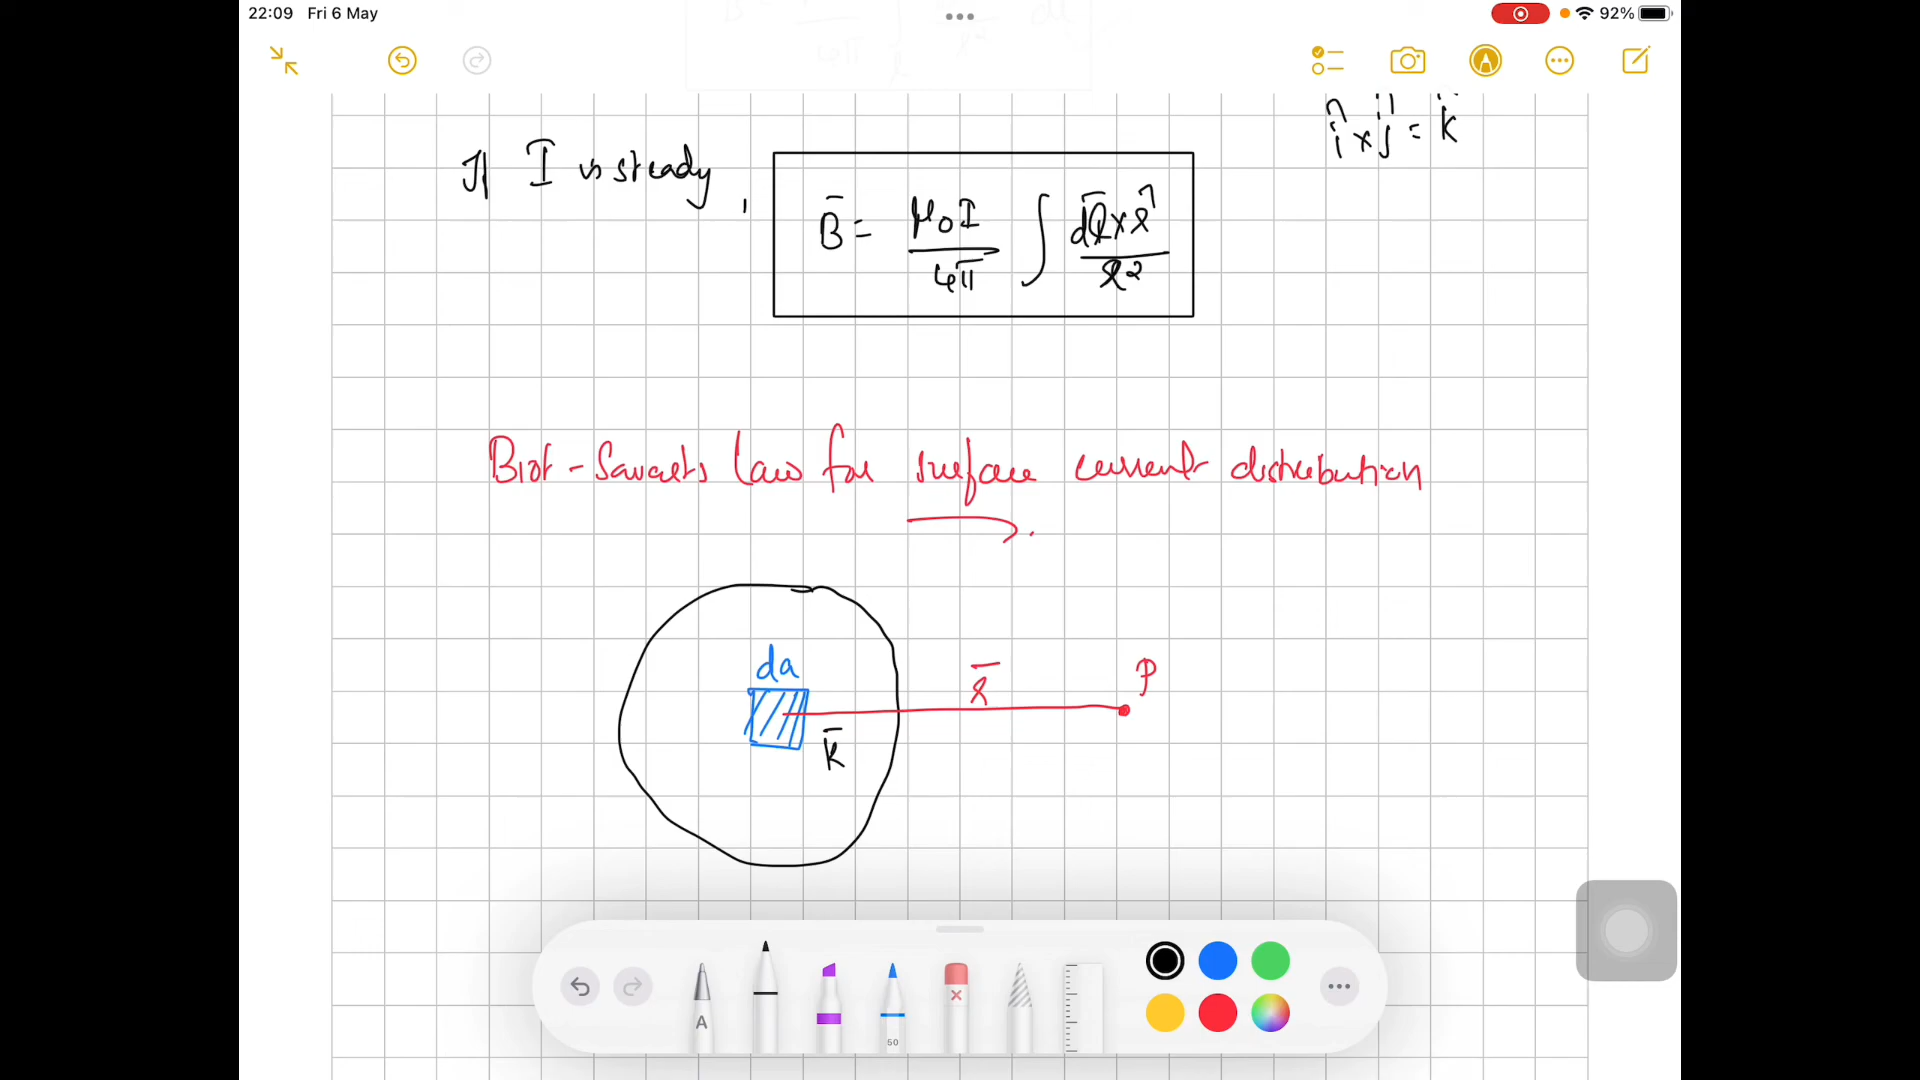 22:09 Fri 6 May 92%
î x ĵ = k̂
If I is steady,
B̄ = μ0I / 4π ∫ dl̄ x r̂ / r²
Biot-Savarts law for surface current distribution
da
r̄
P
K̄
A
50